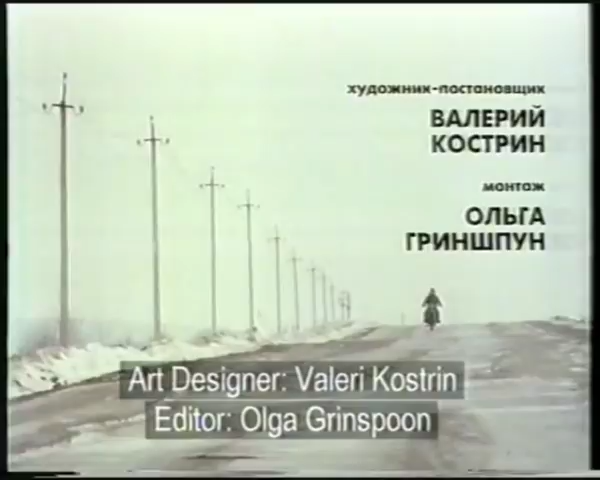 художник-постановщик
ВАЛЕРИЙ
КОСТРИН
монтаж
ОЛЬГА
ГРИНШПУН
Art Designer: Valeri Kostrin
Editor: Olga Grinspoon